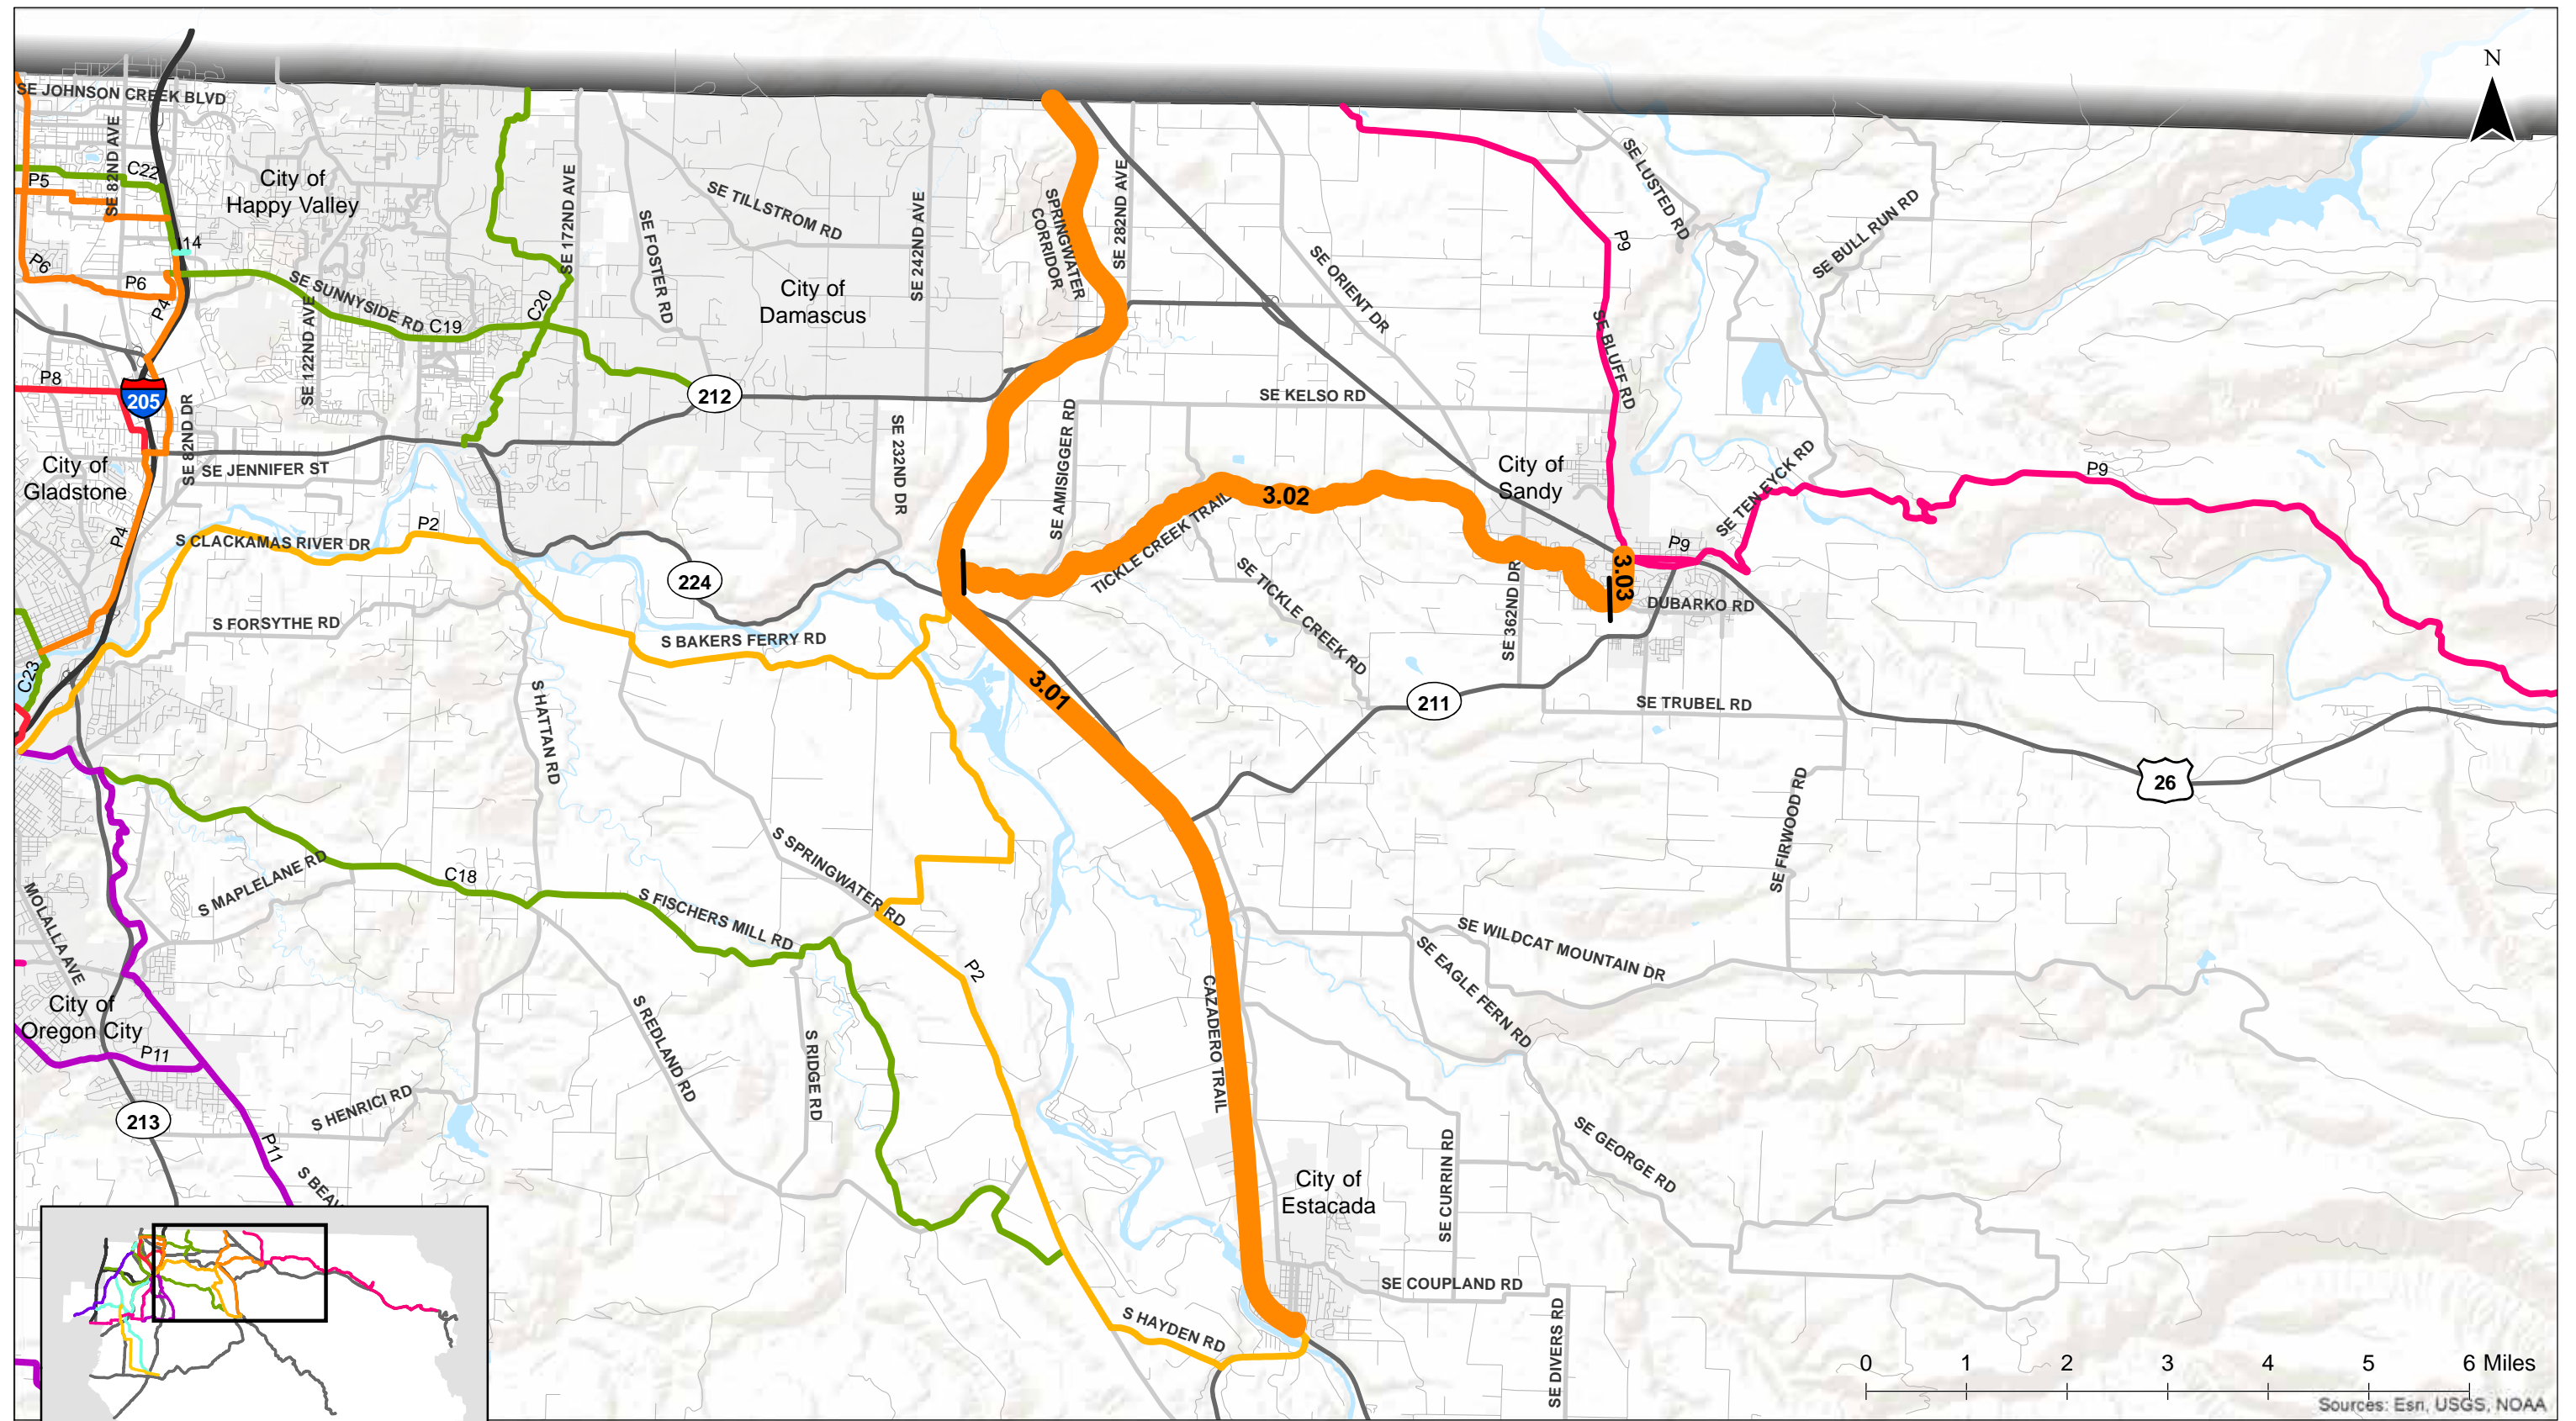 N
SE JOHNSON CREEK BLVD
SE 82ND AVE
C22
P5
City of
Happy Valley
14
P6
P6
P4
SE SUNNYSIDE RD
SE 122ND AVE
C19
C20
SE 172ND AVE
SE FOSTER RD
SE TILLSTROM RD
SE 242ND AVE
City of
Damascus
SPRINGWATER
CORRIDOR
SE 282ND AVE
SE ORIENT DR
P9
SE BLUFF RD
SE LUSTED RD
SE BULL RUN RD
P8
205
SE 82ND DR
212
SE KELSO RD
SE AMISIGGER RD
SE 232ND DR
City of
Gladstone
SE JENNIFER ST
City of
Sandy
SE TEN EYCK RD
P9
3.02
TICKLE CREEK TRAIL
P4
P2
S CLACKAMAS RIVER DR
224
SE TICKLE CREEK RD
SE 362ND DR
3.03
P9
DUBARKO RD
S FORSYTHE RD
S BAKERS FERRY RD
C23
3.01
211
SE TRUBEL RD
S HATTAN RD
26
SE FIRWOOD RD
S MAPLELANE RD
C18
S SPRINGWATER RD
S FISCHERS MILL RD
MOLALLA AVE
P2
SE WILDCAT MOUNTAIN DR
SE EAGLE FERN RD
CAZADERO TRAIL
City of
Oregon City
P11
S REDLAND RD
S RIDGE RD
213
S HENRICI RD
P11
S BEAV
SE GEORGE RD
SE CURRIN RD
City of
Estacada
SE COUPLAND RD
S HAYDEN RD
SE DIVERS RD
0 1 2 3 4 5 6 Miles
Sources: Esri, USGS, NOAA